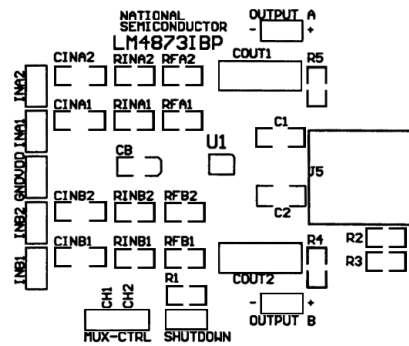 NATIONAL
SEMICONDUCTOR
LM4873IBP
OUTPUT A
- +
CINA2 RINA2 RFA2 COUT1 R5
INA2
CINA1 RINA1 RFA1
INA1
C1
U1
CB
GNDVDD
J5
CINB2 RINB2 RFB2
INB2
C2
R2
CINB1 RINB1 RFB1 R4
R3
INB1
COUT2
R1
CH1
CH2
- +
OUTPUT B
MUX-CTRL SHUTDOWN